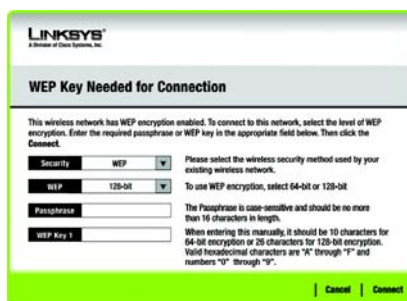 LINKSYS®
A Division of Cisco Systems, Inc.
WEP Key Needed for Connection
This wireless network has WEP encryption enabled. To connect to this network, select the level of WEP
encryption. Enter the required passphrase or WEP key in the appropriate field below. Then click the
Connect.
Security WEP Please select the wireless security method used by your
existing wireless network.
WEP 128-bit To use WEP encryption, select 64-bit or 128-bit
Passphrase The Passphrase is case-sensitive and should be no more
than 16 characters in length.
WEP Key 1 When entering this manually, it should be 10 characters for
64-bit encryption or 26 characters for 128-bit encryption.
Valid hexadecimal characters are "A" through "F" and
numbers "0" through "9".
Cancel Connect